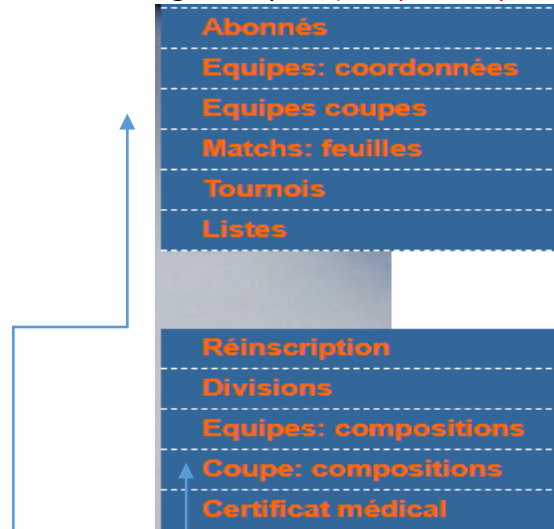 Abonnés
Equipes: coordonnées
Equipes coupes
Matchs: feuilles
Tournois
Listes
Réinscription
Divisions
Equipes: compositions
Coupe: compositions
Certificat médical